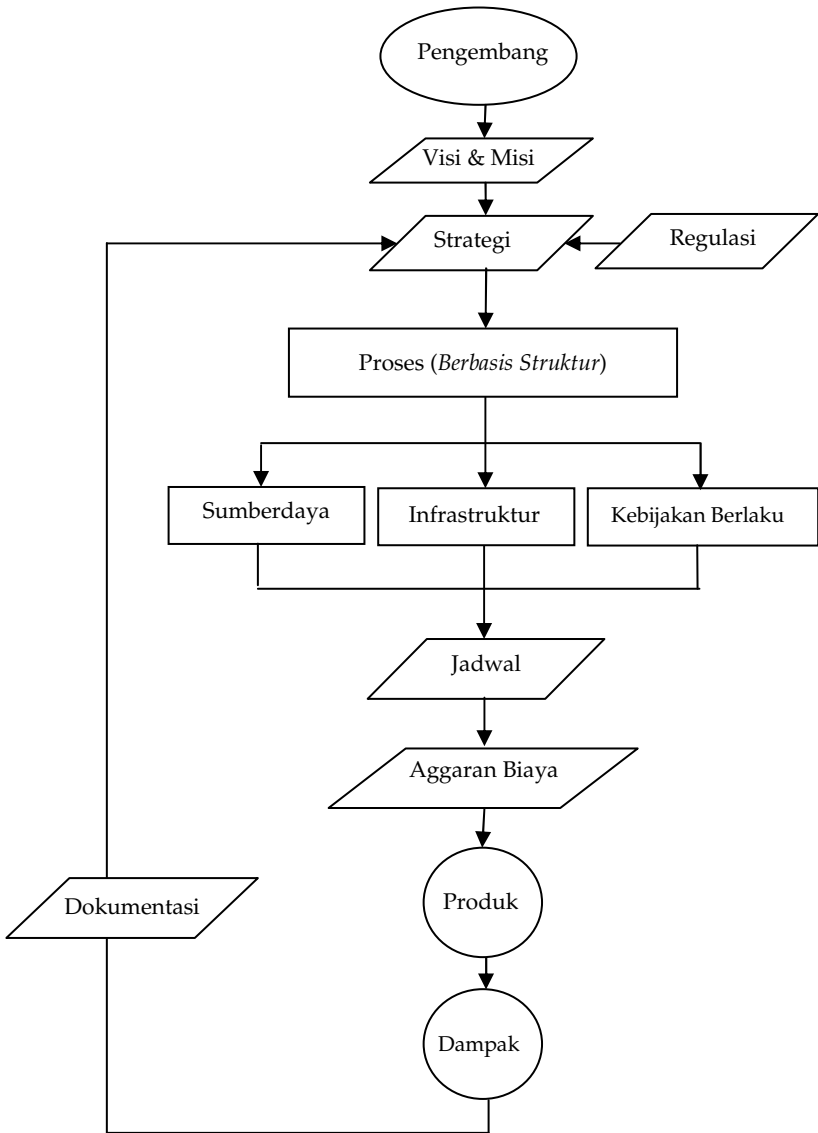 Pengembang
Visi & Misi
Strategi
Regulasi
Proses (Berbasis Struktur)
Sumberdaya
Infrastruktur
Kebijakan Berlaku
Jadwal
Aggaran Biaya
Produk
Dokumentasi
Dampak